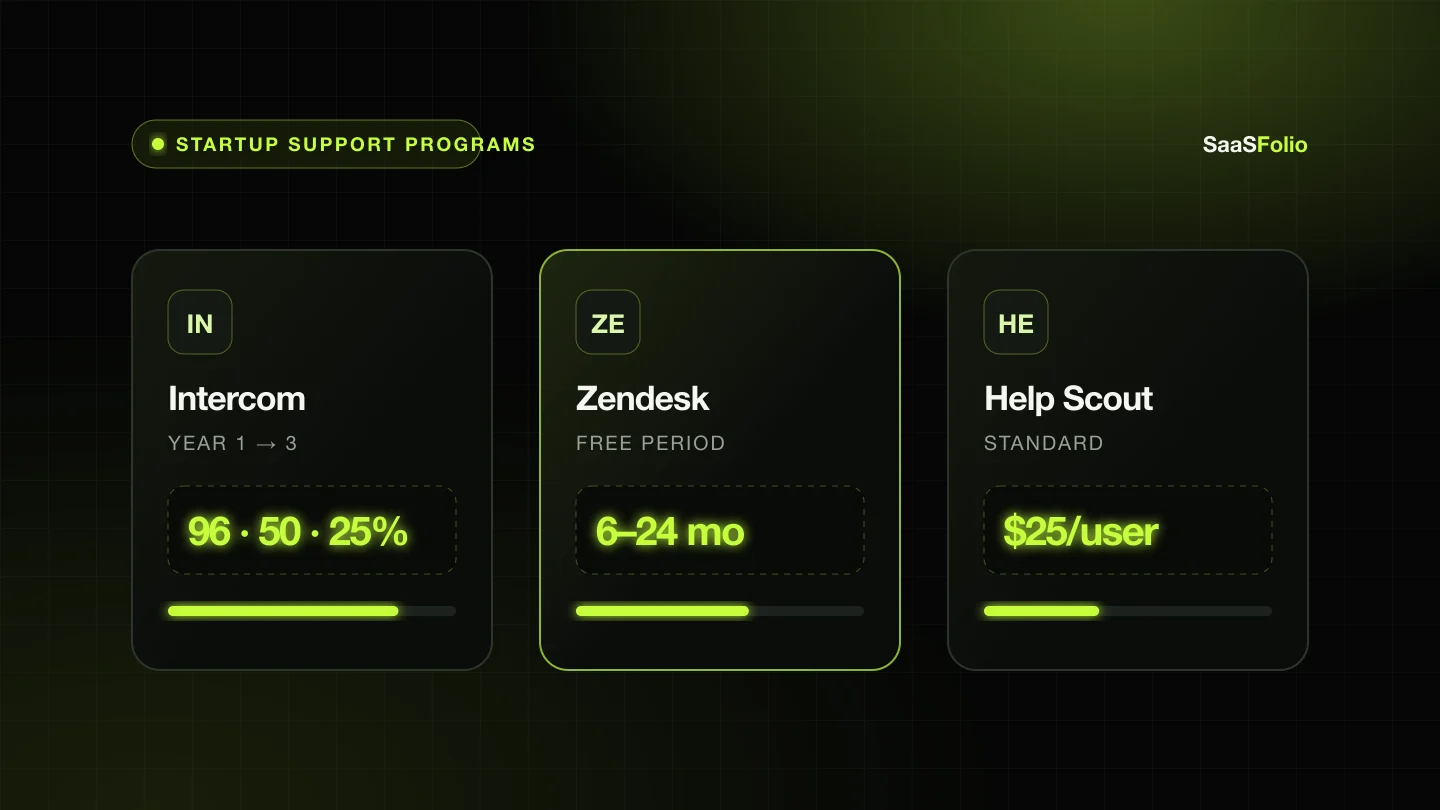 STARTUP SUPPORT PROGRAMS
SaaSFolio
IN
Intercom
YEAR 1 → 3
96 · 50 · 25%
ZE
Zendesk
FREE PERIOD
6–24 mo
HE
Help Scout
STANDARD
$25/user